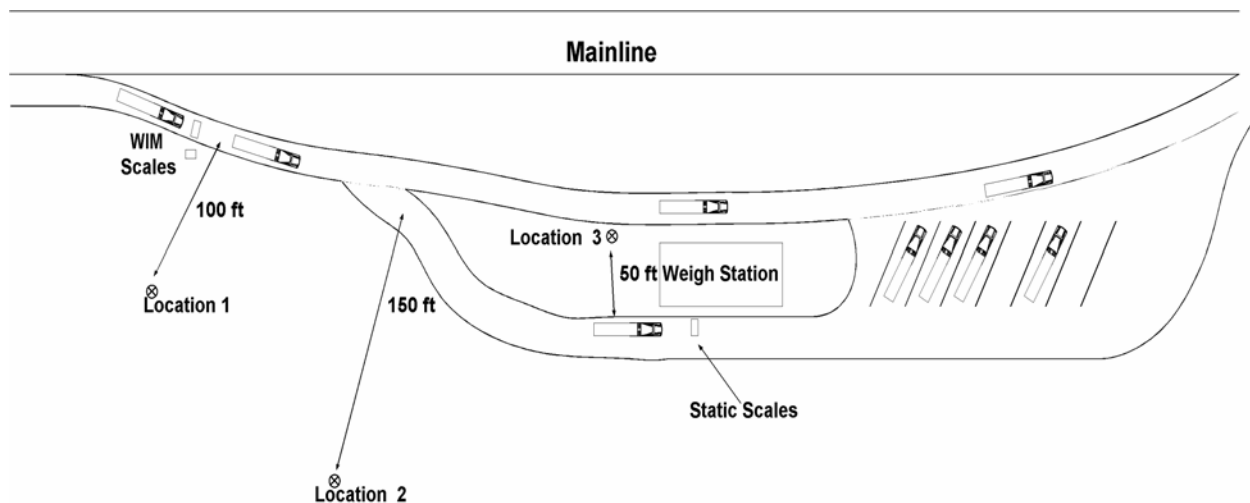 Mainline
WIM
Scales
100 ft
Location 3
50 ft
Weigh Station
Location 1
150 ft
Static Scales
Location 2